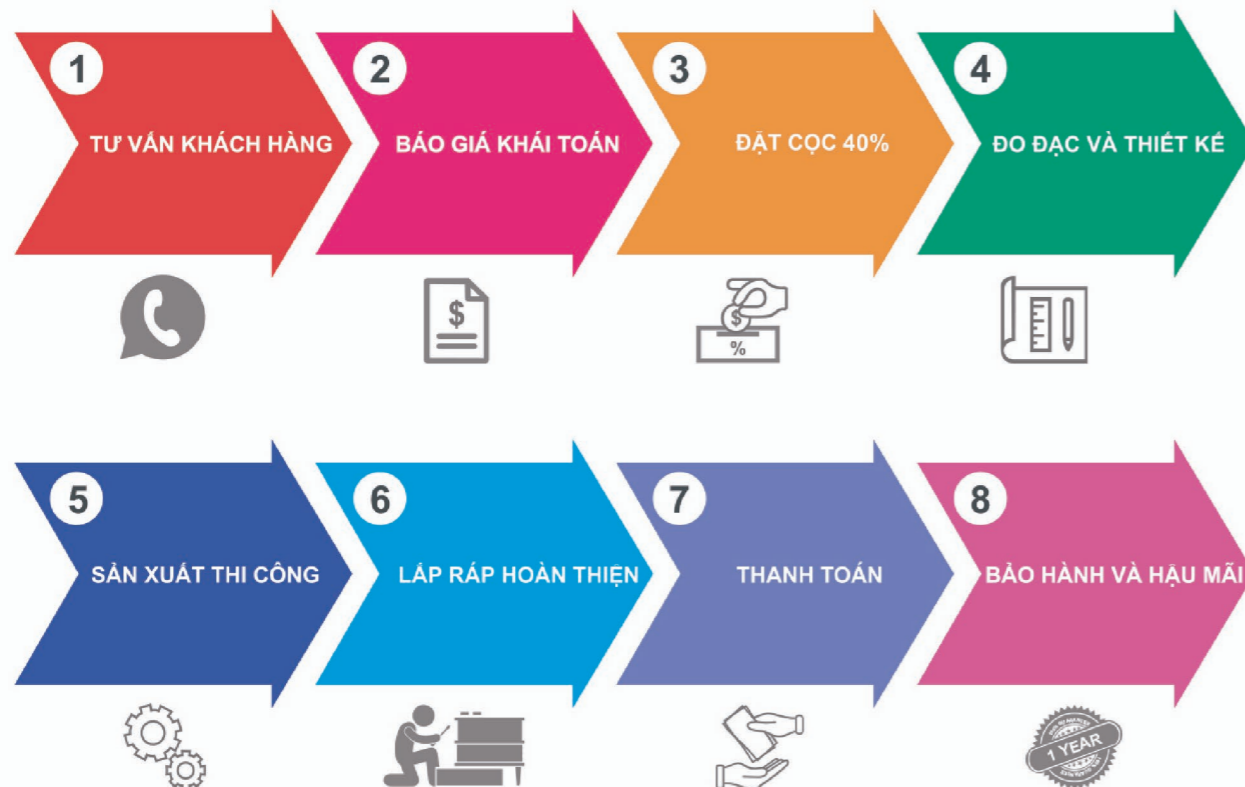 1
TƯ VẤN KHÁCH HÀNG
2
BÁO GIÁ KHÁI TOÁN
3
ĐẶT CỌC 40%
4
ĐO ĐẠC VÀ THIẾT KẾ
$
$
%
5
SẢN XUẤT THI CÔNG
6
LẮP RÁP HOÀN THIỆN
7
THANH TOÁN
8
BẢO HÀNH VÀ HẬU MÃI
1 YEAR